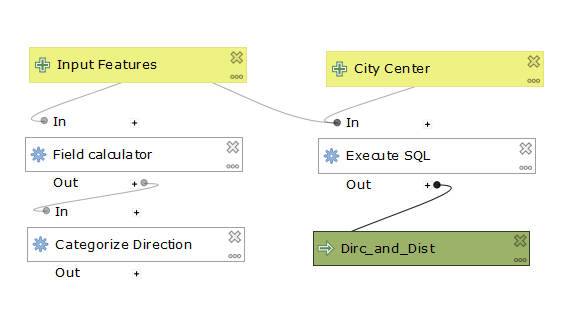 Input Features
City Center
In
In
Field calculator
Execute SQL
Out
Out
In
Categorize Direction
Dirc_and_Dist
Out